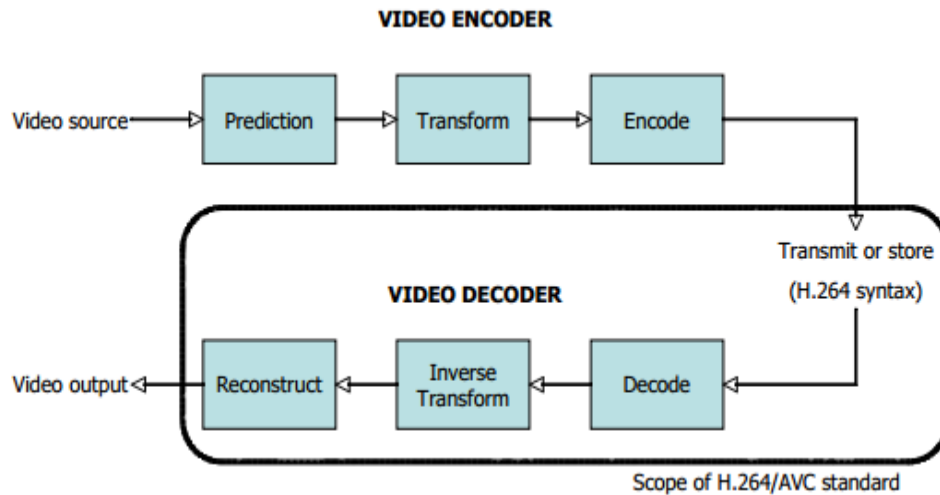 VIDEO ENCODER
Video source
Prediction
Transform
Encode
Transmit or store
(H.264 syntax)
VIDEO DECODER
Video output
Reconstruct
Inverse
Transform
Decode
Scope of H.264/AVC standard